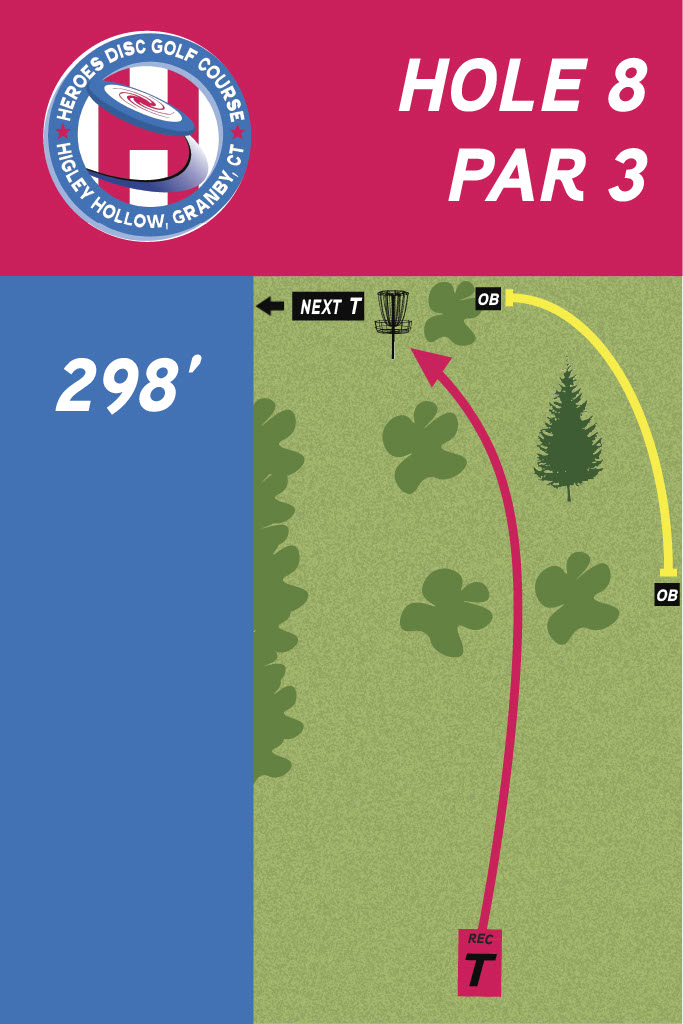 HEROES DISC GOLF COURSE
HIGLEY HOLLOW, GRANBY, CT
HOLE 8
PAR 3
298'
NEXT T
OB
OB
REC
T